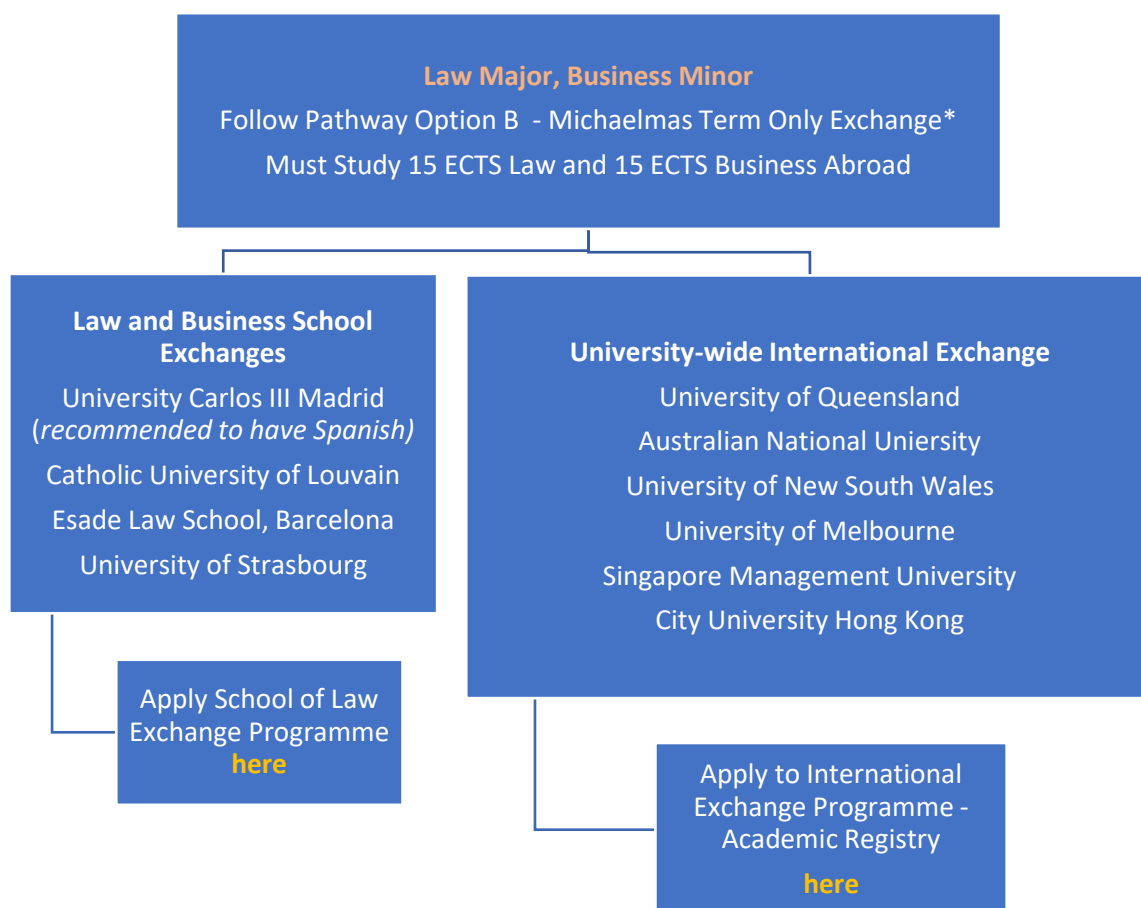 Law Major, Business Minor
Follow Pathway Option B - Michaelmas Term Only Exchange*
Must Study 15 ECTS Law and 15 ECTS Business Abroad
Law and Business School
Exchanges
University Carlos III Madrid
(recommended to have Spanish)
Catholic University of Louvain
Esade Law School, Barcelona
University of Strasbourg
Apply School of Law
Exchange Programme
here
University-wide International Exchange
University of Queensland
Australian National Uniersity
University of New South Wales
University of Melbourne
Singapore Management University
City University Hong Kong
Apply to International
Exchange Programme -
Academic Registry
here